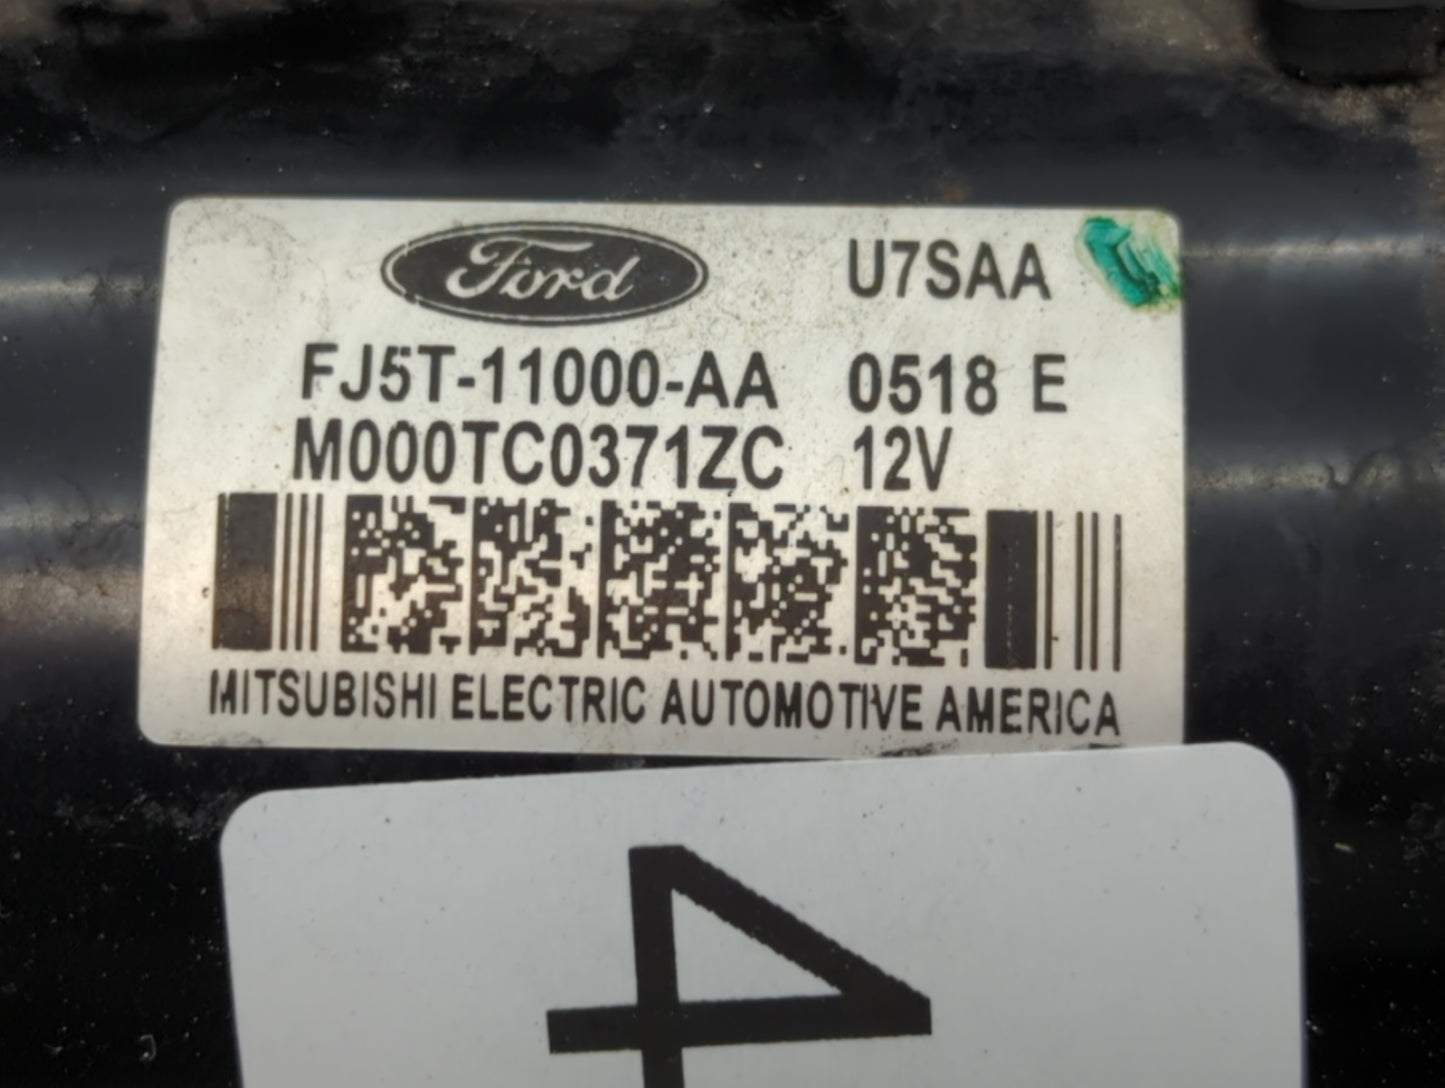 Ford U7SAA
FJ5T-11000-AA 0518 E
M000TC0371ZC 12V
MITSUBISHI ELECTRIC AUTOMOTIVE AMERICA
4